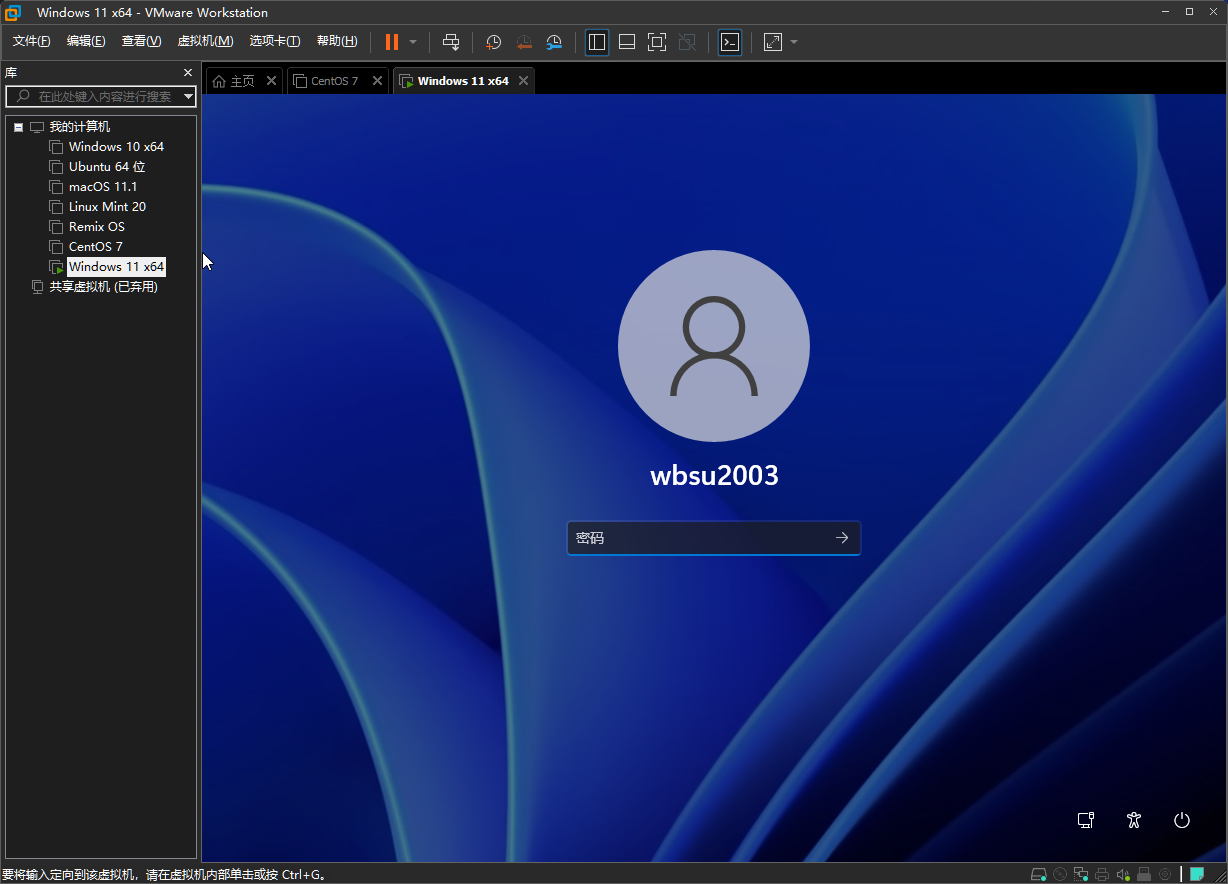 Windows 11 x64 - VMware Workstation
文件(F) 编辑(E) 查看(V) 虚拟机(M) 选项卡(T) 帮助(H)
库
在此处键入内容进行搜索
我的计算机
Windows 10 x64
Ubuntu 64 位
macOS 11.1
Linux Mint 20
Remix OS
CentOS 7
Windows 11 x64
共享虚拟机 (已弃用)
主页 CentOS 7 Windows 11 x64
wbsu2003
密码
要将输入定向到该虚拟机，请在虚拟机内部单击或按 Ctrl+G。